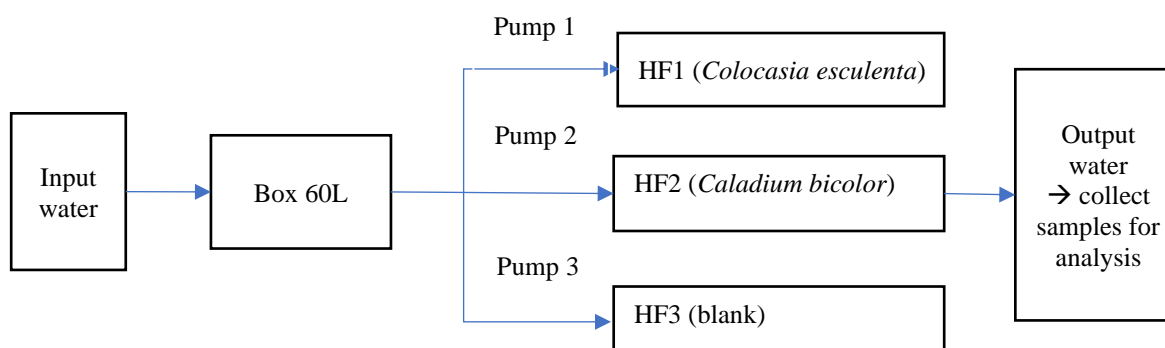 Input
water
Box 60L
Pump 1
HF1 (Colocasia esculenta)
Pump 2
HF2 (Caladium bicolor)
Pump 3
HF3 (blank)
Output
water
→ collect
samples for
analysis